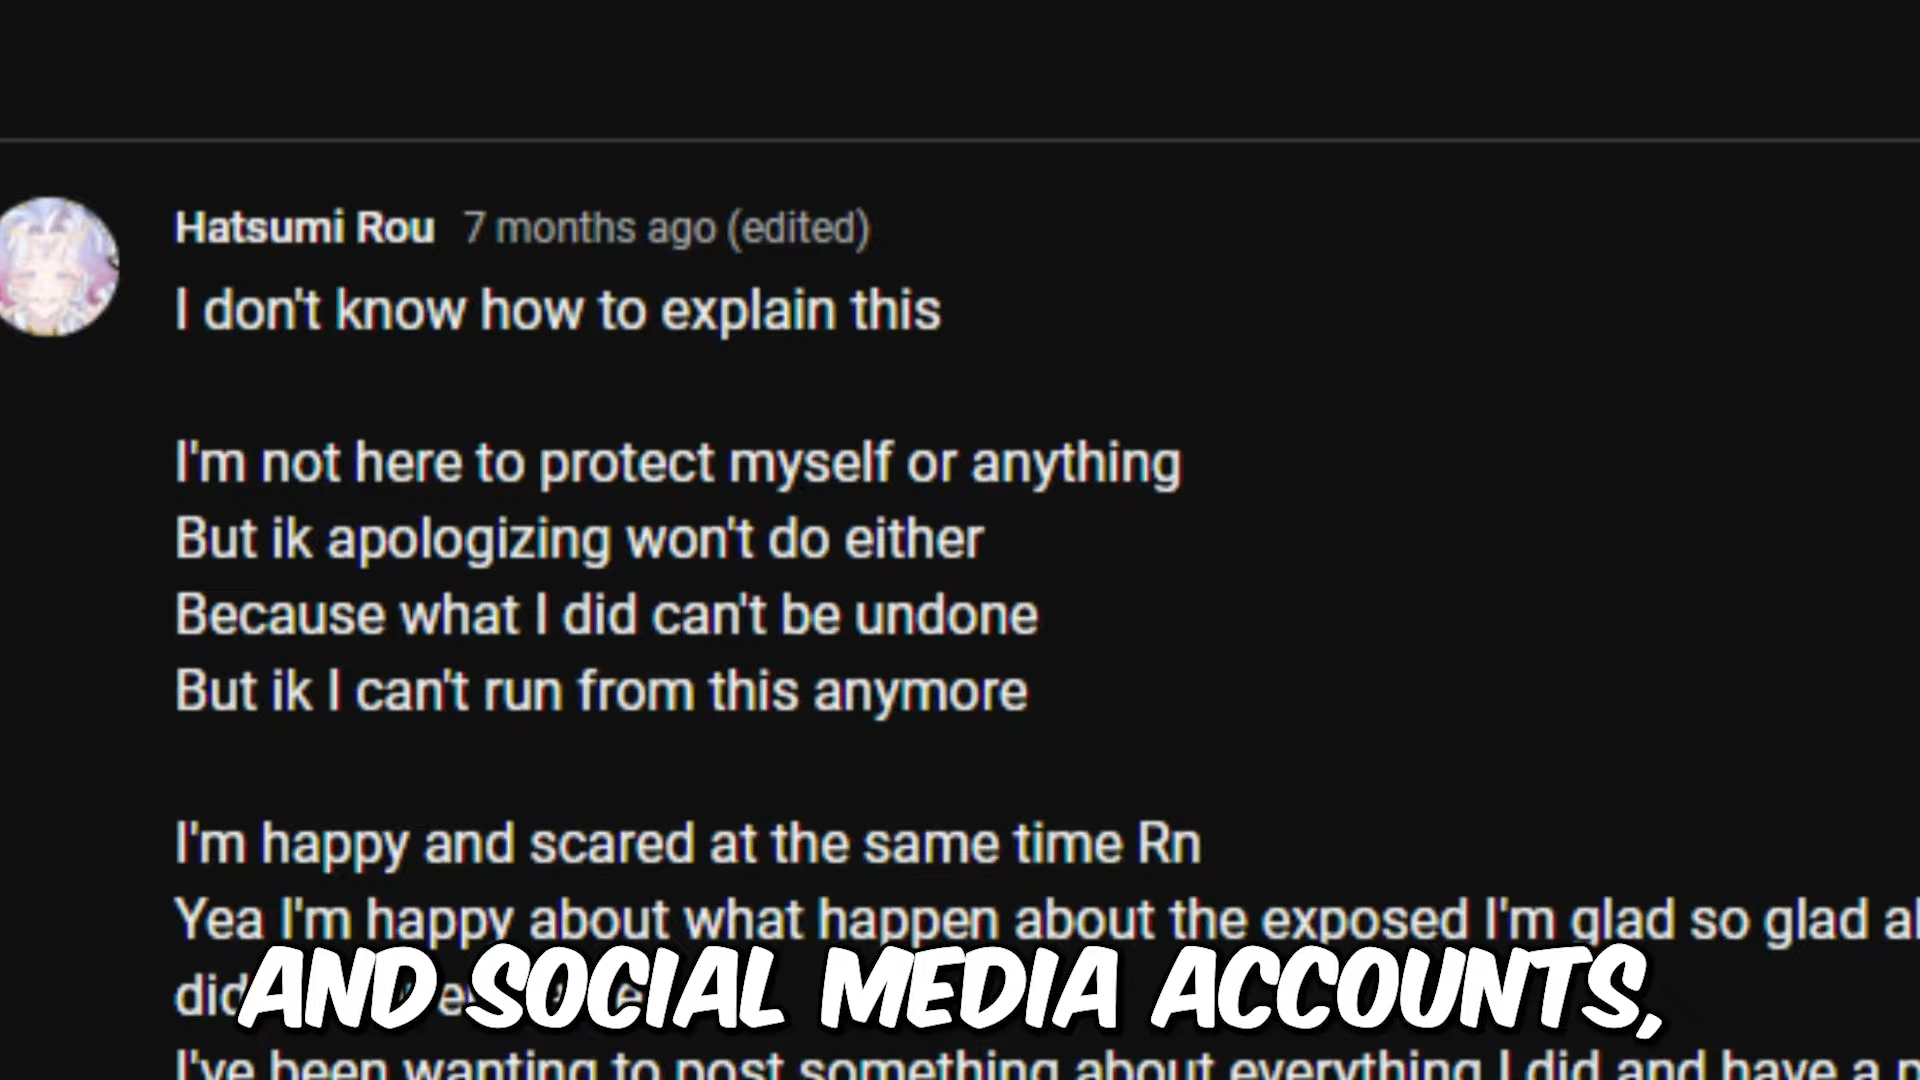 Hatsumi Rou 7 months ago (edited)
I don't know how to explain this
I'm not here to protect myself or anything
But ik apologizing won't do either
Because what I did can't be undone
But ik I can't run from this anymore
I'm happy and scared at the same time Rn
Yea I'm happy about what happen about the exposed I'm glad so glad
did
AND SOCIAL MEDIA ACCOUNTS,
I've been wanting to post something about everything I did and have a